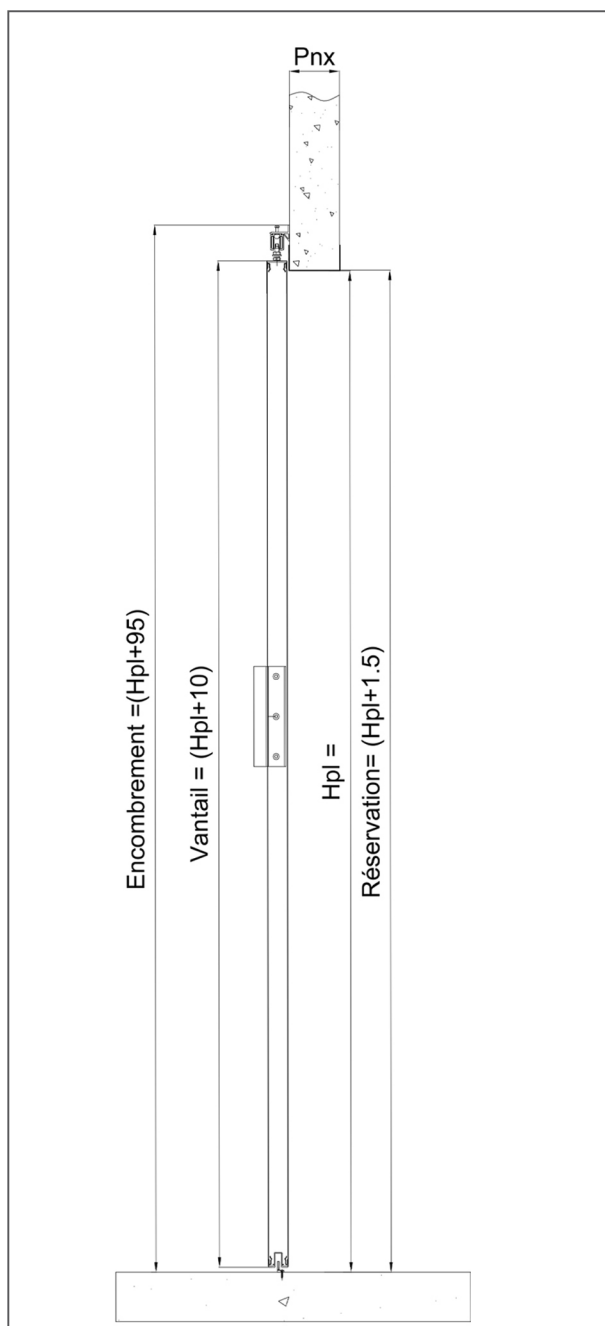 Pnx
Encombrement =(Hpl+95)
Vantail = (Hpl+10)
Hpl =
Réservation= (Hpl+1.5)